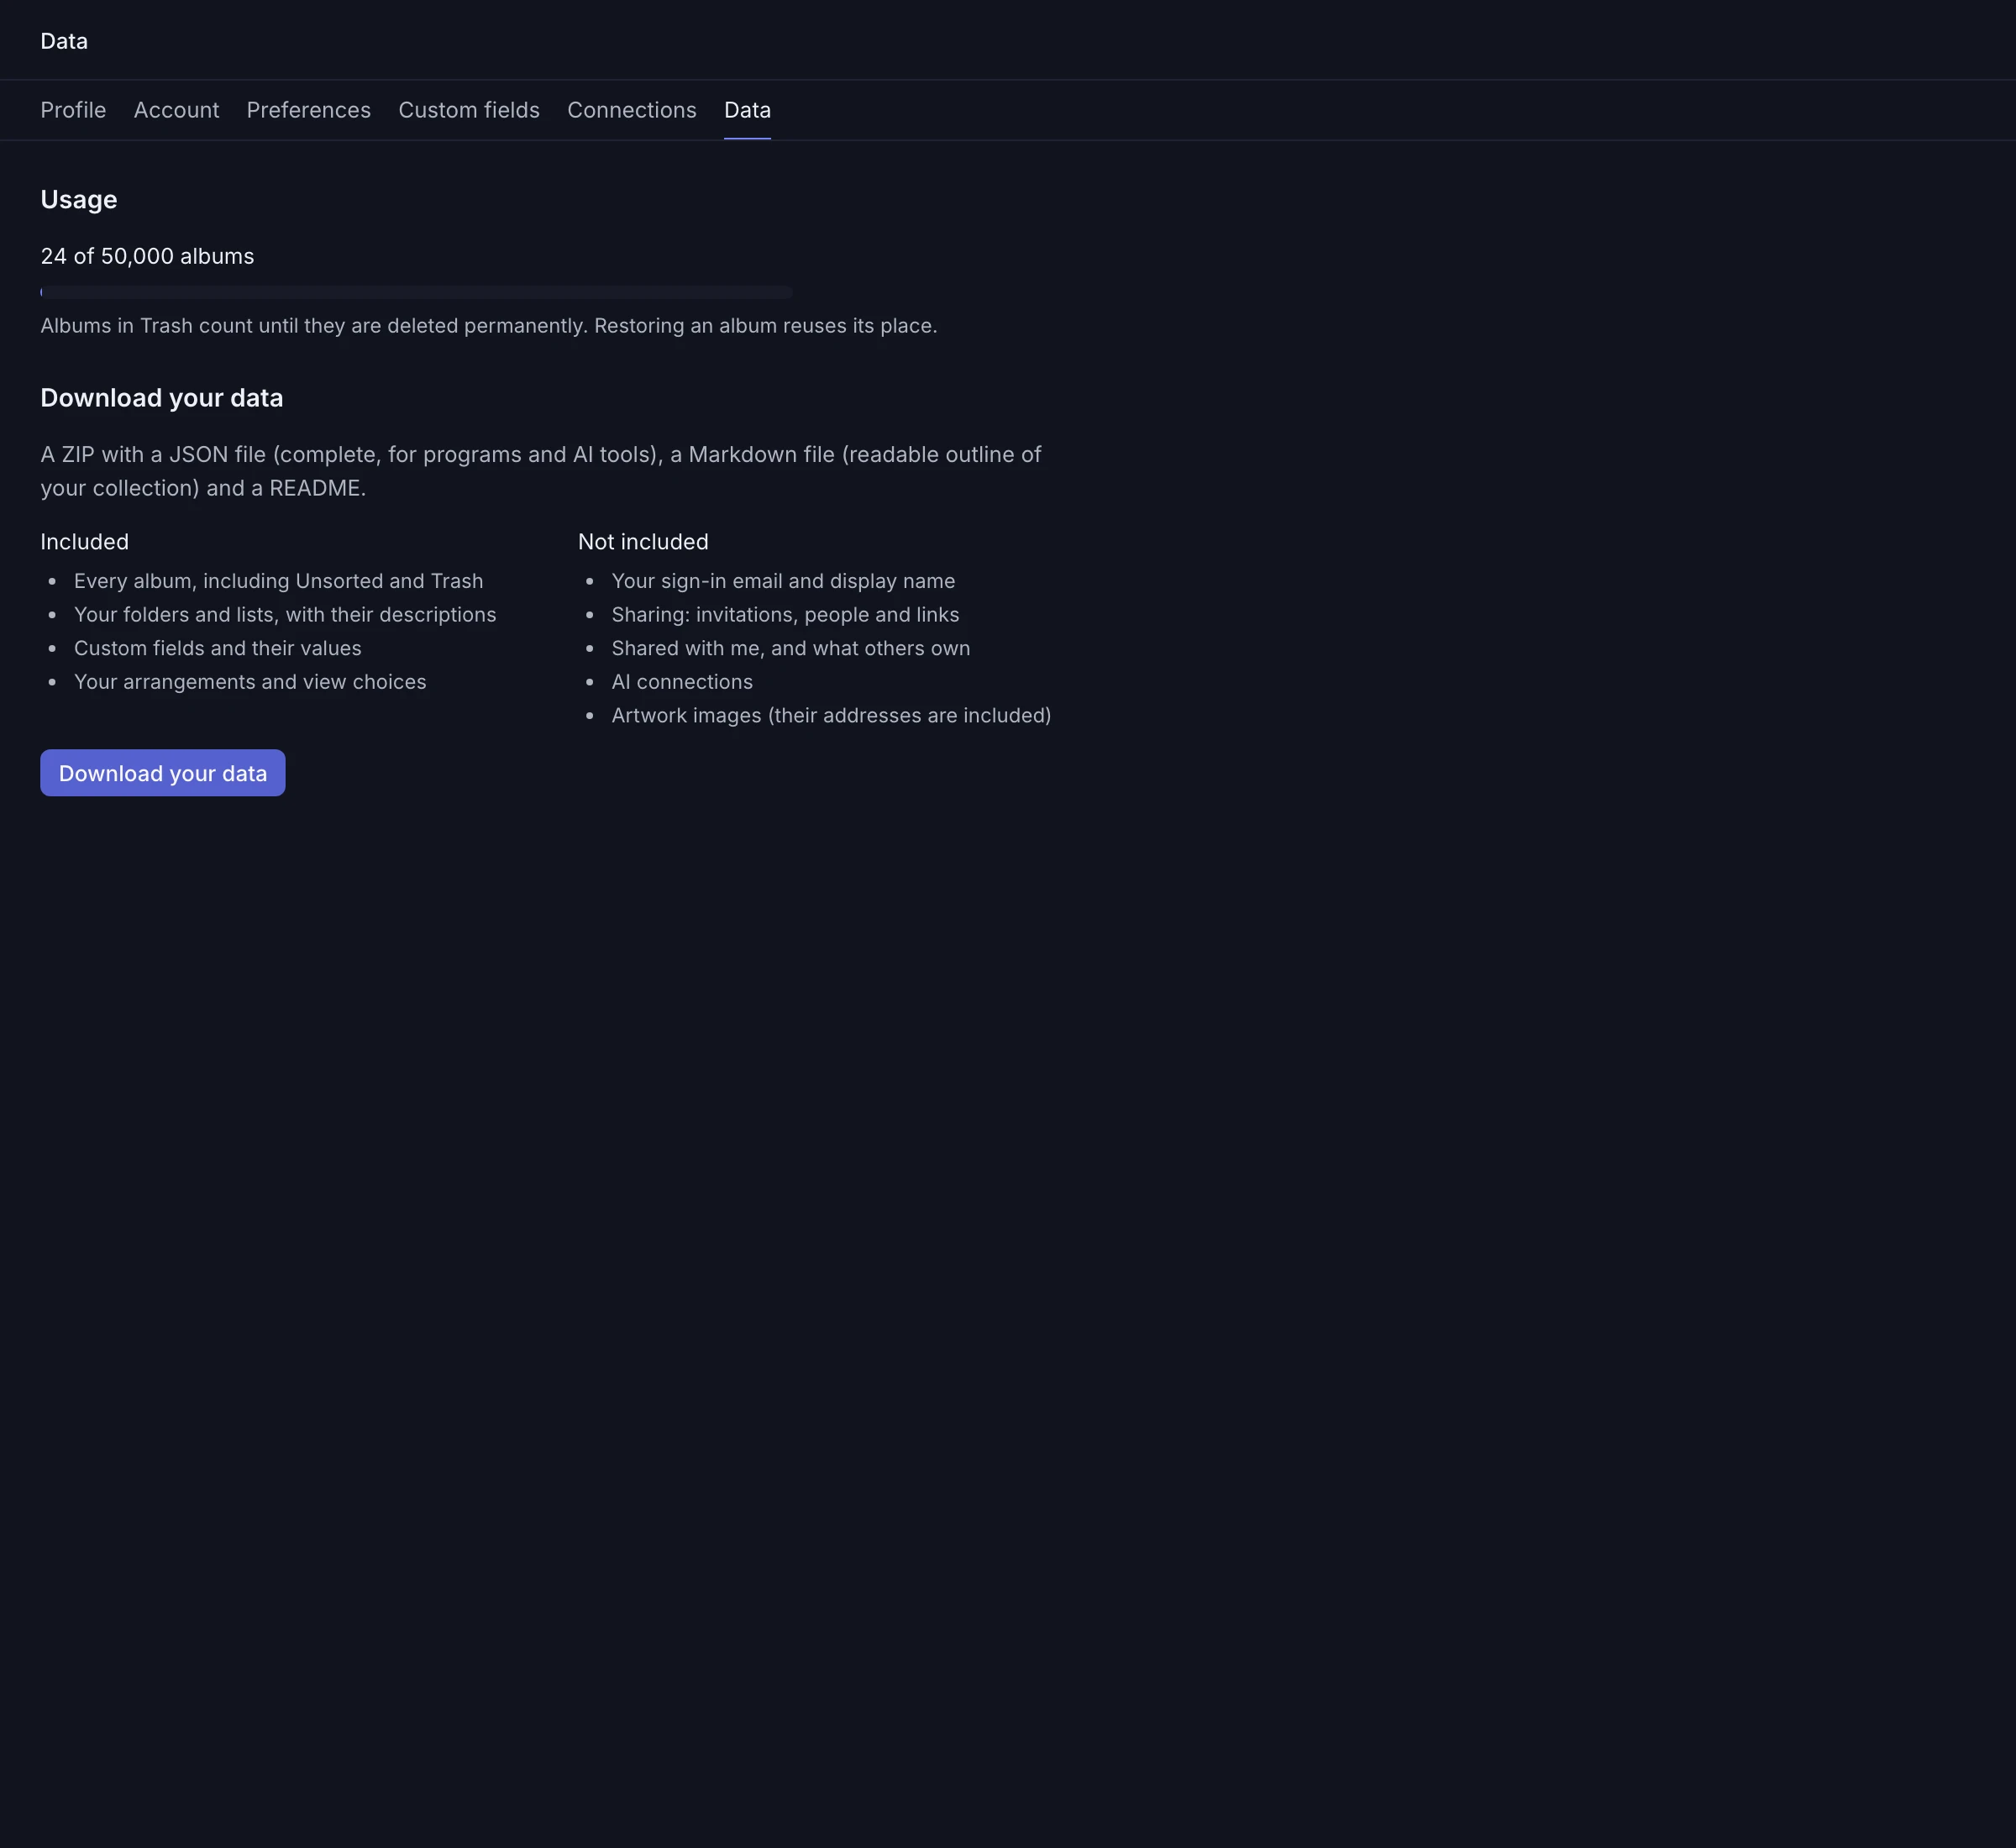 Data
Profile Account Preferences Custom fields Connections Data
Usage
24 of 50,000 albums
Albums in Trash count until they are deleted permanently. Restoring an album reuses its place.
Download your data
A ZIP with a JSON file (complete, for programs and AI tools), a Markdown file (readable outline of
your collection) and a README.
Included
Every album, including Unsorted and Trash
Your folders and lists, with their descriptions
Custom fields and their values
Your arrangements and view choices
Not included
Your sign-in email and display name
Sharing: invitations, people and links
Shared with me, and what others own
AI connections
Artwork images (their addresses are included)
Download your data